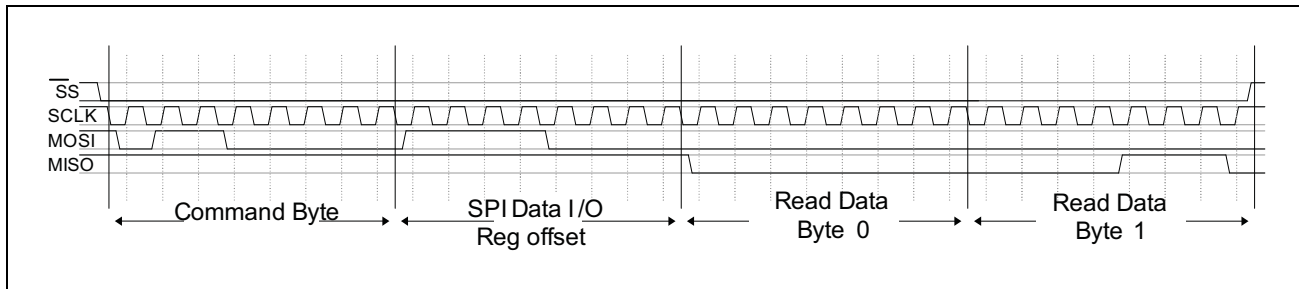 SS
SCLK
MOSI
MISO
Command Byte
SPI Data I/O
Reg offset
Read Data
Byte 0
Read Data
Byte 1